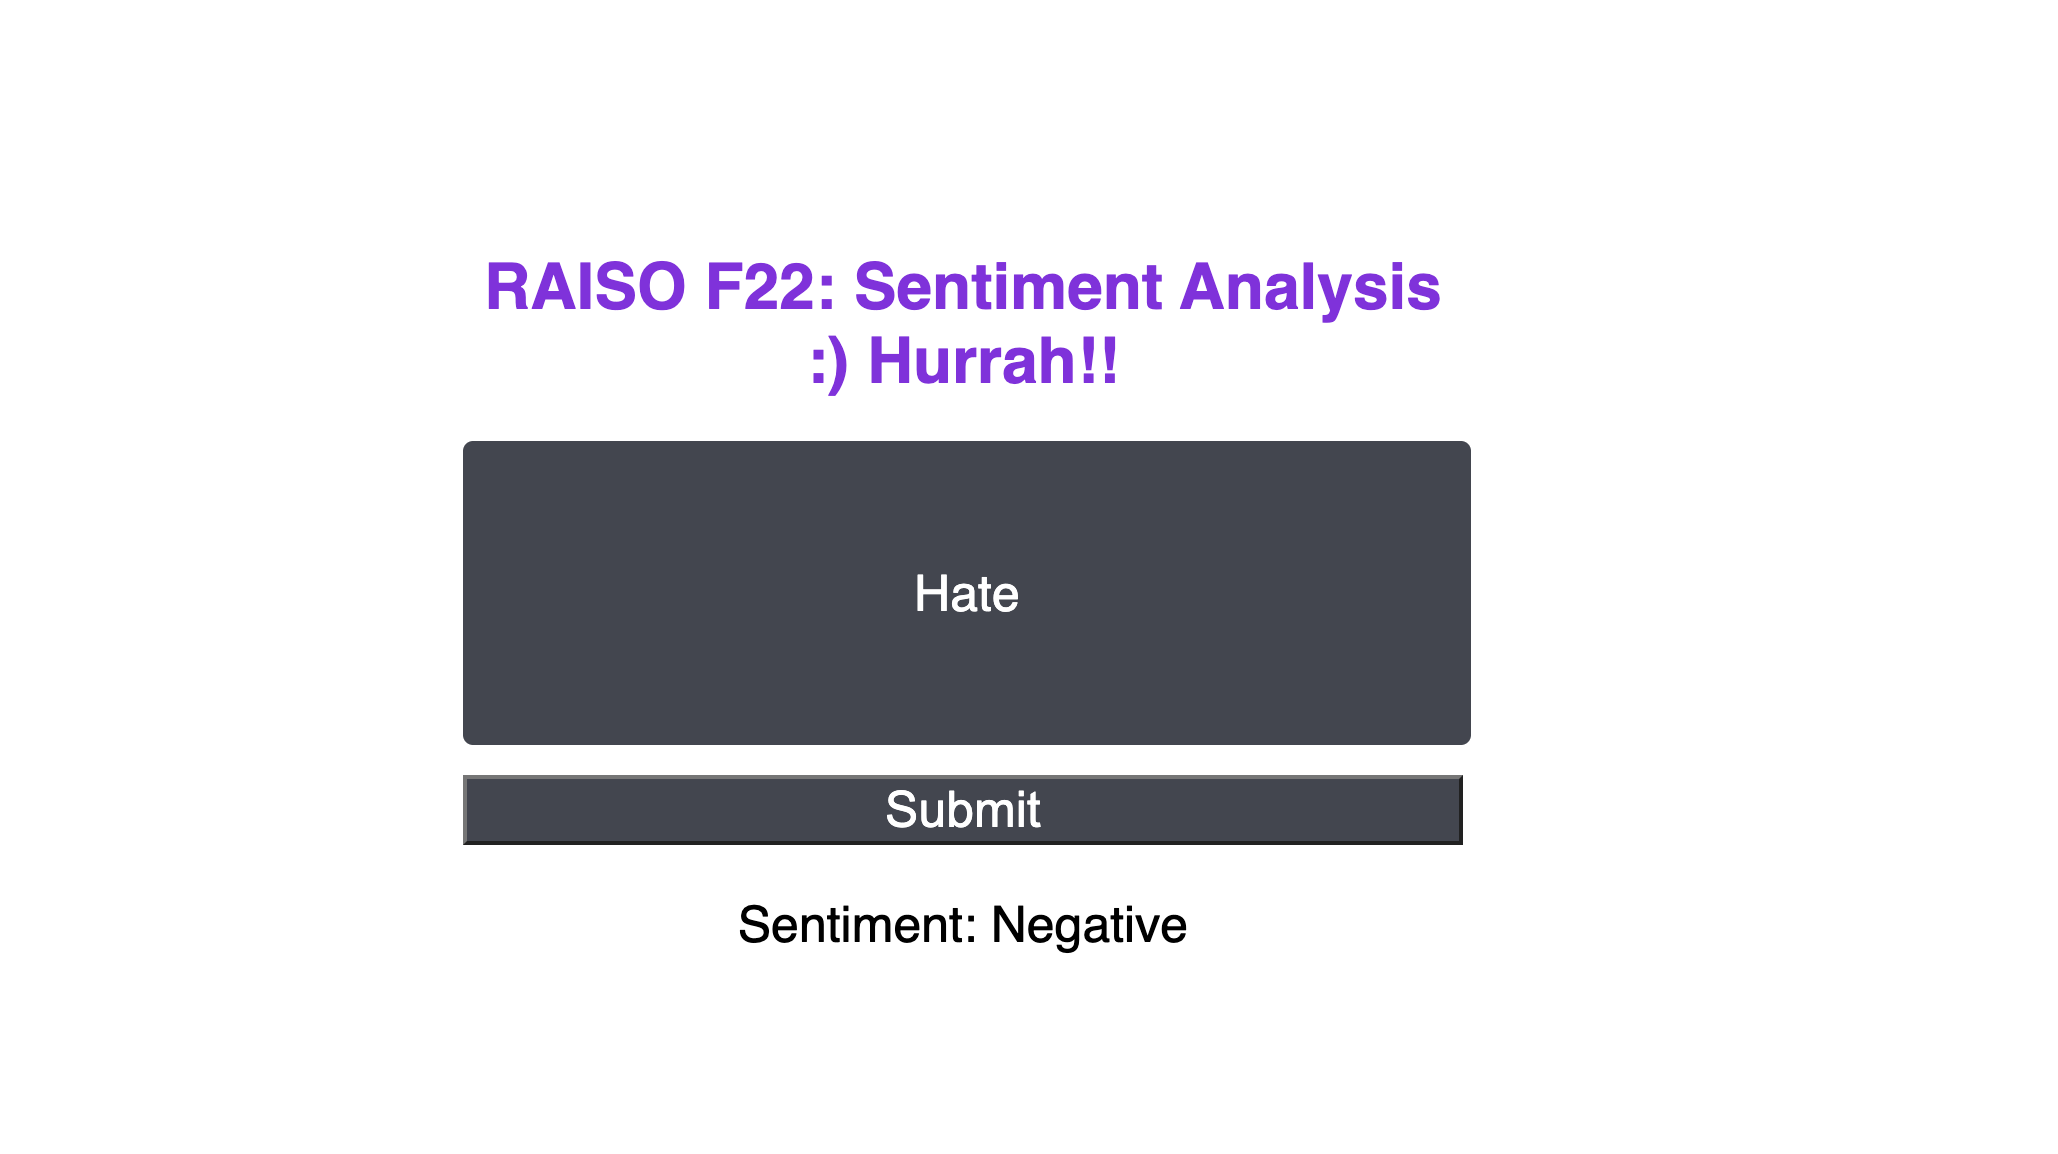 RAISO F22: Sentiment Analysis
:) Hurrah!!
Hate
Submit
Sentiment: Negative